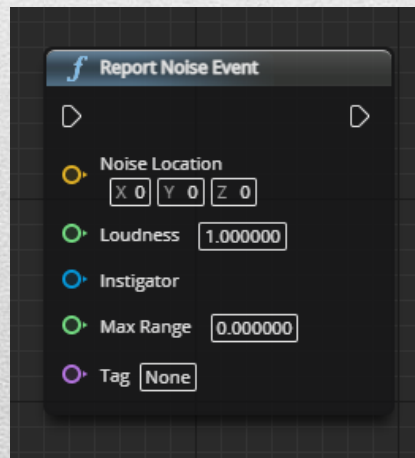 f Report Noise Event
Noise Location
X 0 Y 0 Z 0
Loudness 1.000000
Instigator
Max Range 0.000000
Tag None